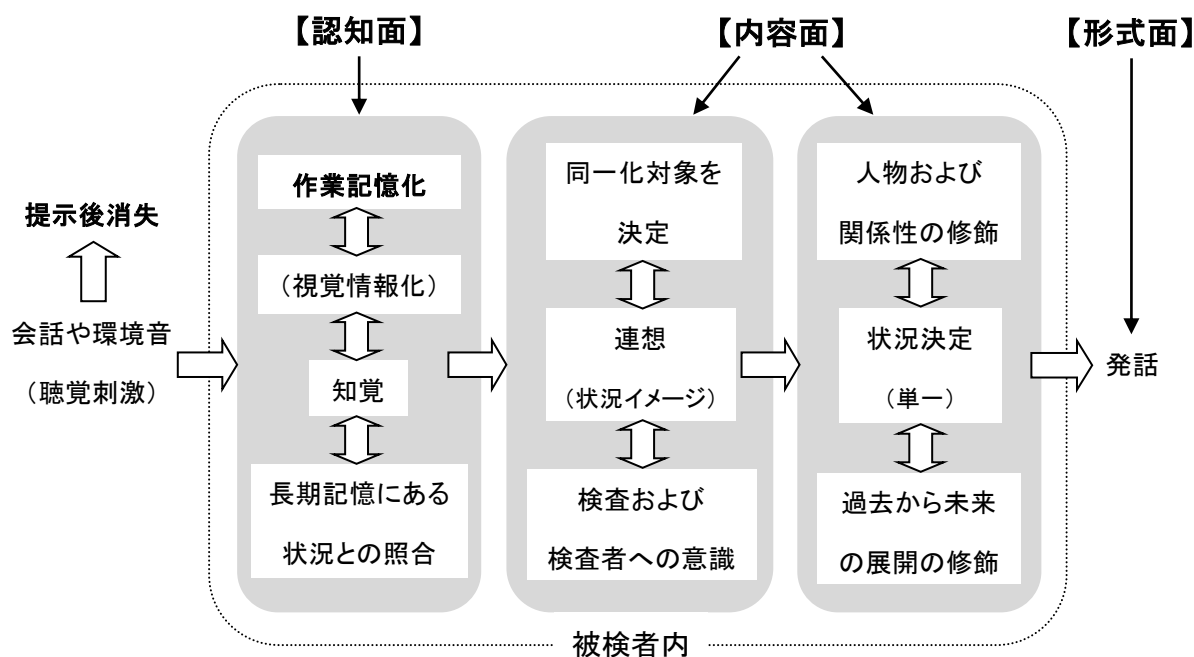 【認知面】
【内容面】
【形式面】
提示後消失
会話や環境音
（聴覚刺激）
作業記憶化
（視覚情報化）
知覚
長期記憶にある
状況との照合
同一化対象を
決定
連想
（状況イメージ）
検査および
検査者への意識
人物および
関係性の修飾
状況決定
（単一）
過去から未来
の展開の修飾
発話
被検者内